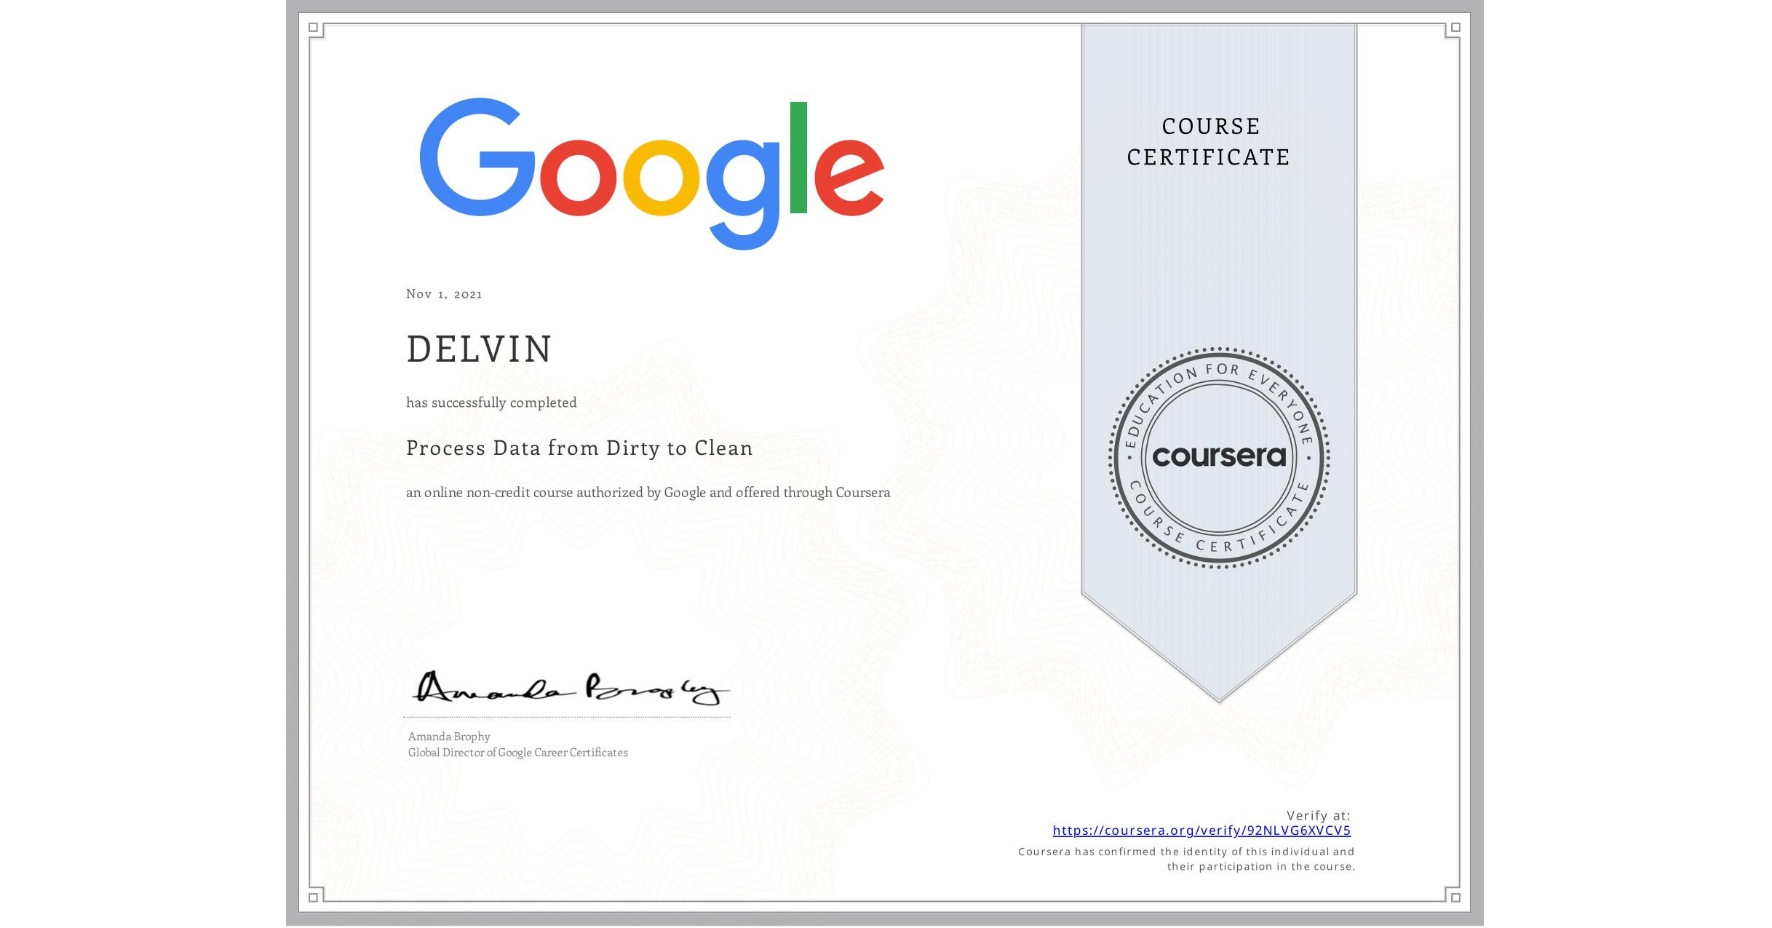 Google
COURSE
CERTIFICATE
Nov 1, 2021
DELVIN
has successfully completed
Process Data from Dirty to Clean
an online non-credit course authorized by Google and offered through Coursera
EDUCATION FOR EVERYONE
coursera
COURSE CERTIFICATE
Amanda Brophy
Amanda Brophy
Global Director of Google Career Certificates
Verify at:
https://coursera.org/verify/92NLVG6XVCV5
Coursera has confirmed the identity of this individual and
their participation in the course.